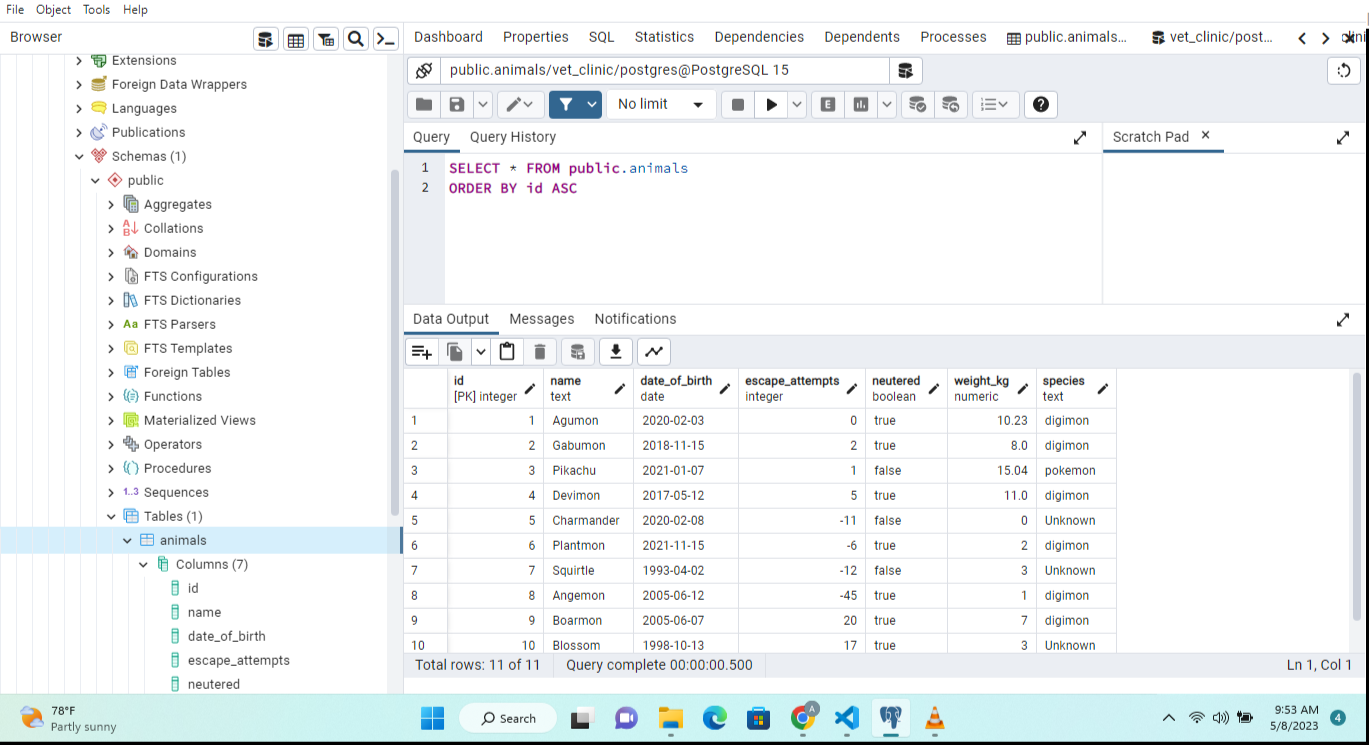 File Object Tools Help
Browser
Dashboard Properties SQL Statistics Dependencies Dependents Processes public.animals... vet_clinic/post...
Extensions
Foreign Data Wrappers
Languages
Publications
Schemas (1)
public
Aggregates
Collations
Domains
FTS Configurations
FTS Dictionaries
Aa FTS Parsers
FTS Templates
Foreign Tables
Functions
Materialized Views
Operators
Procedures
1..3 Sequences
Tables (1)
animals
Columns (7)
id
name
date_of_birth
escape_attempts
neutered
public.animals/vet_clinic/postgres@PostgreSQL 15
No limit
E
Query Query History
Scratch Pad
1 SELECT * FROM public.animals
2 ORDER BY id ASC
Data Output Messages Notifications
id name date_of_birth escape_attempts neutered weight_kg species
[PK] integer text date integer boolean numeric text
1 1 Agumon 2020-02-03 0 true 10.23 digimon
2 2 Gabumon 2018-11-15 2 true 8.0 digimon
3 3 Pikachu 2021-01-07 1 false 15.04 pokemon
4 4 Devimon 2017-05-12 5 true 11.0 digimon
5 5 Charmander 2020-02-08 -11 false 0 Unknown
6 6 Plantmon 2021-11-15 -6 true 2 digimon
7 7 Squirtle 1993-04-02 -12 false 3 Unknown
8 8 Angemon 2005-06-12 -45 true 1 digimon
9 9 Boarmon 2005-06-07 20 true 7 digimon
10 10 Blossom 1998-10-13 17 true 3 Unknown
Total rows: 11 of 11 Query complete 00:00:00.500 Ln 1, Col 1
78°F
Partly sunny
Search
A
9:53 AM
5/8/2023
4